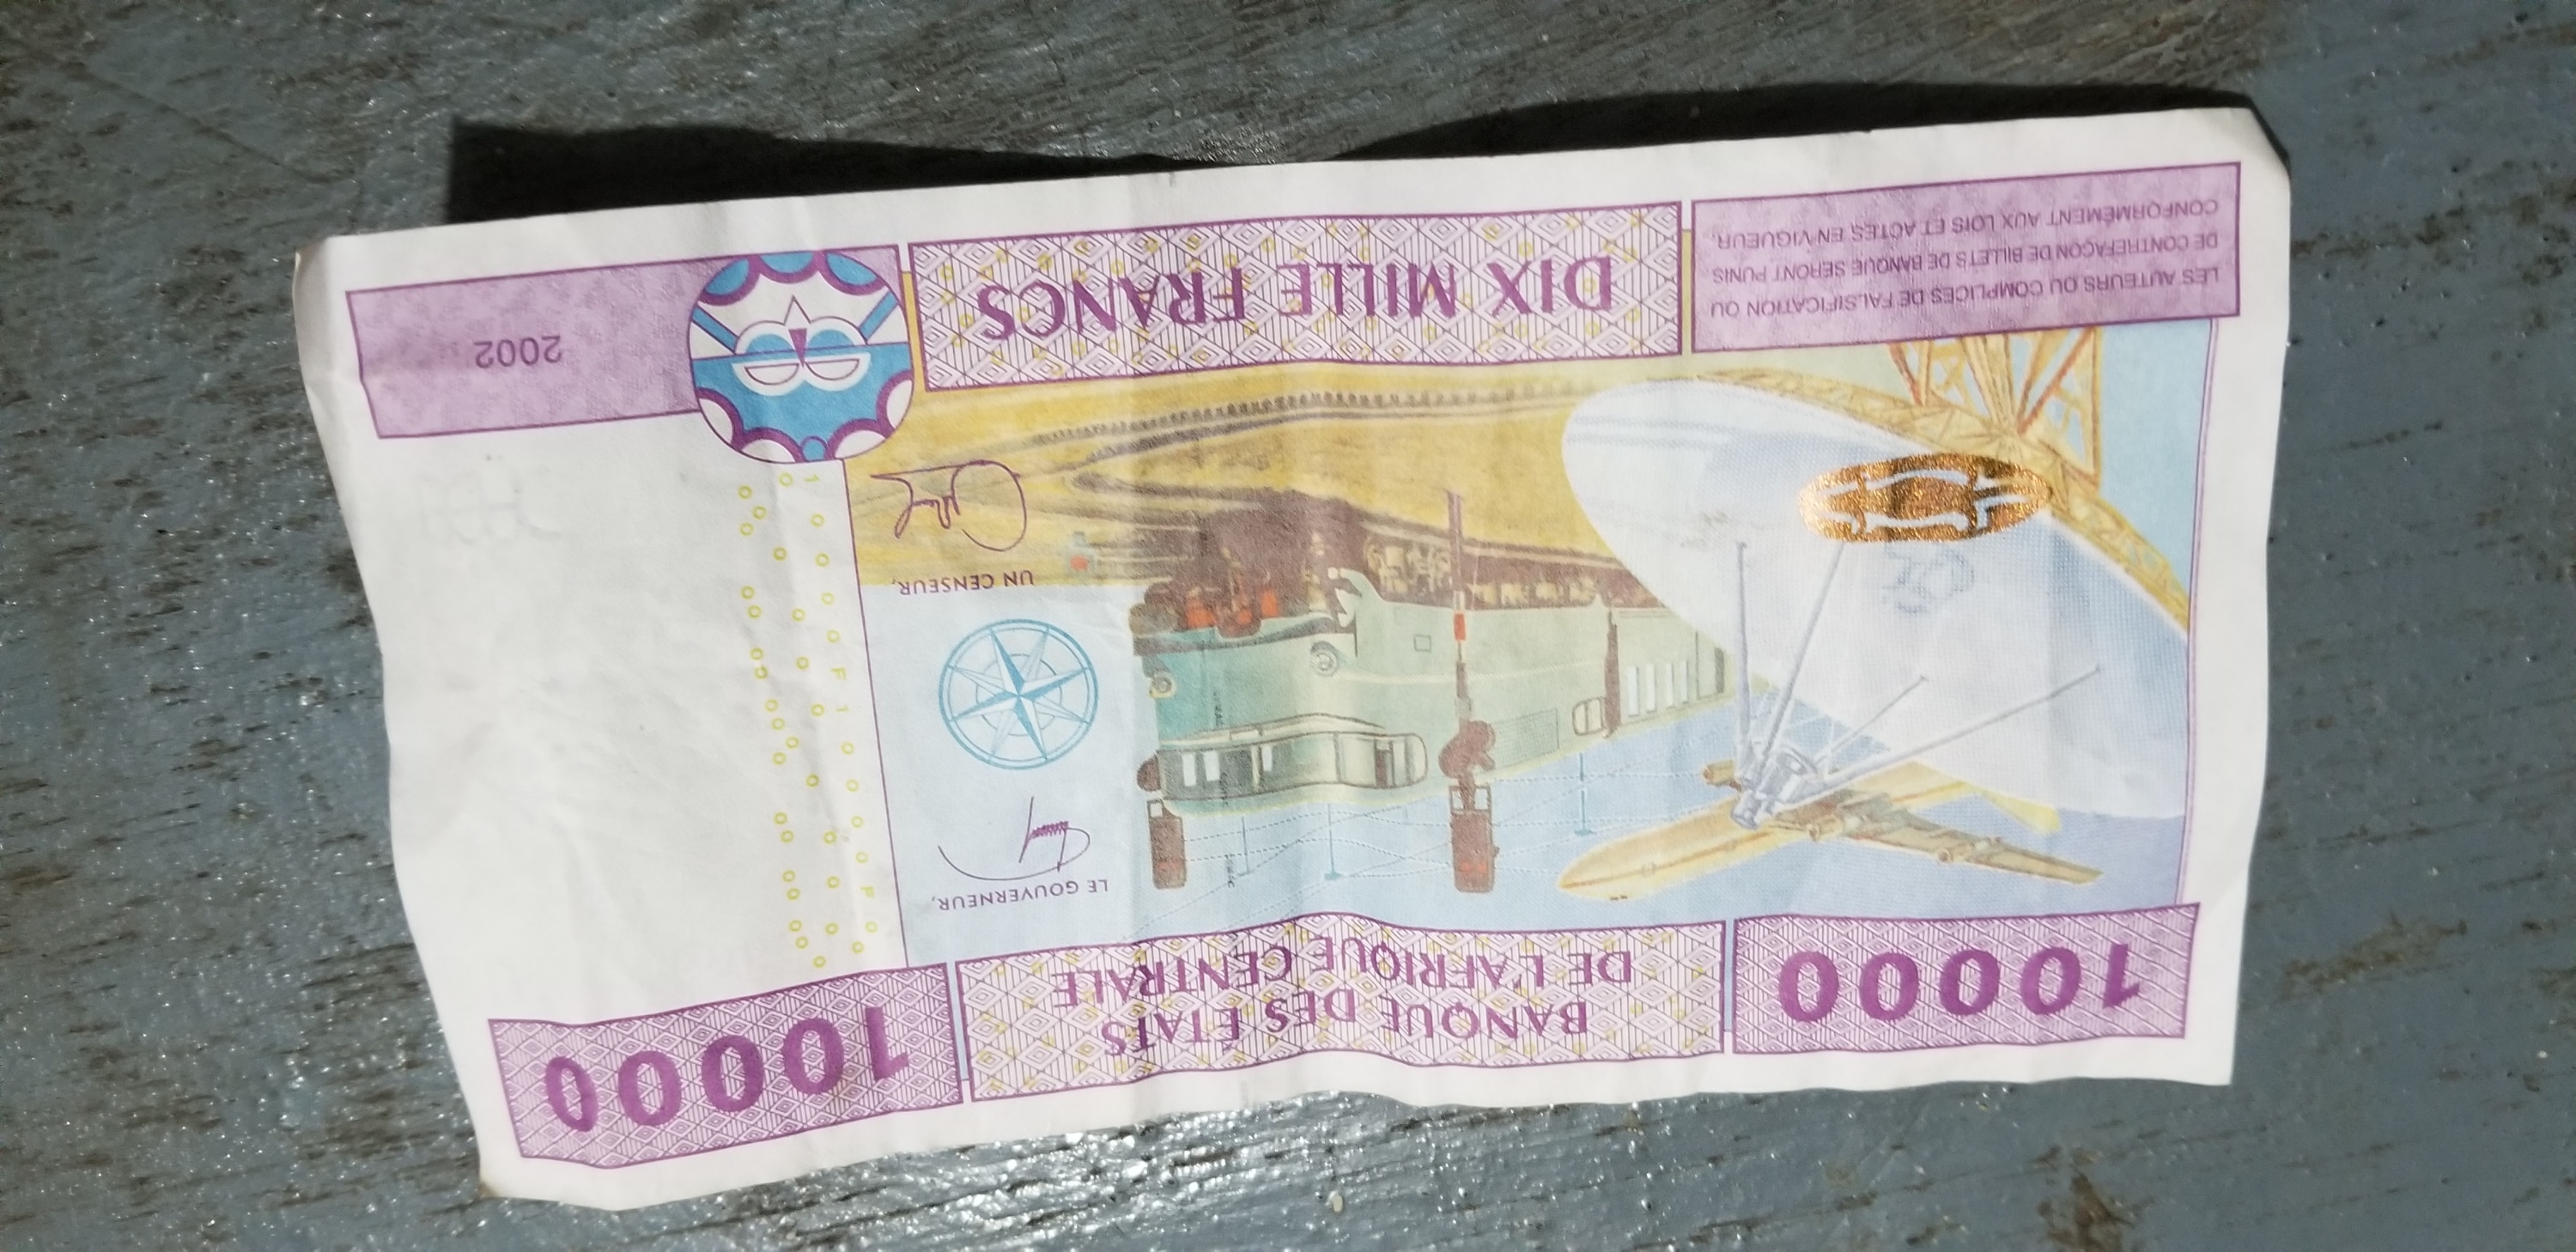 10000
BANQUE DES ÉTATS
DE L'AFRIQUE CENTRALE
10000
LE GOUVERNEUR,
UN CENSEUR,
LES AUTEURS OU COMPLICES DE FALSIFICATION OU
DE CONTREFAÇON DE BILLETS DE BANQUE SERONT PUNIS
CONFORMÉMENT AUX LOIS ET ACTES EN VIGUEUR.
DIX MILLE FRANCS
2002